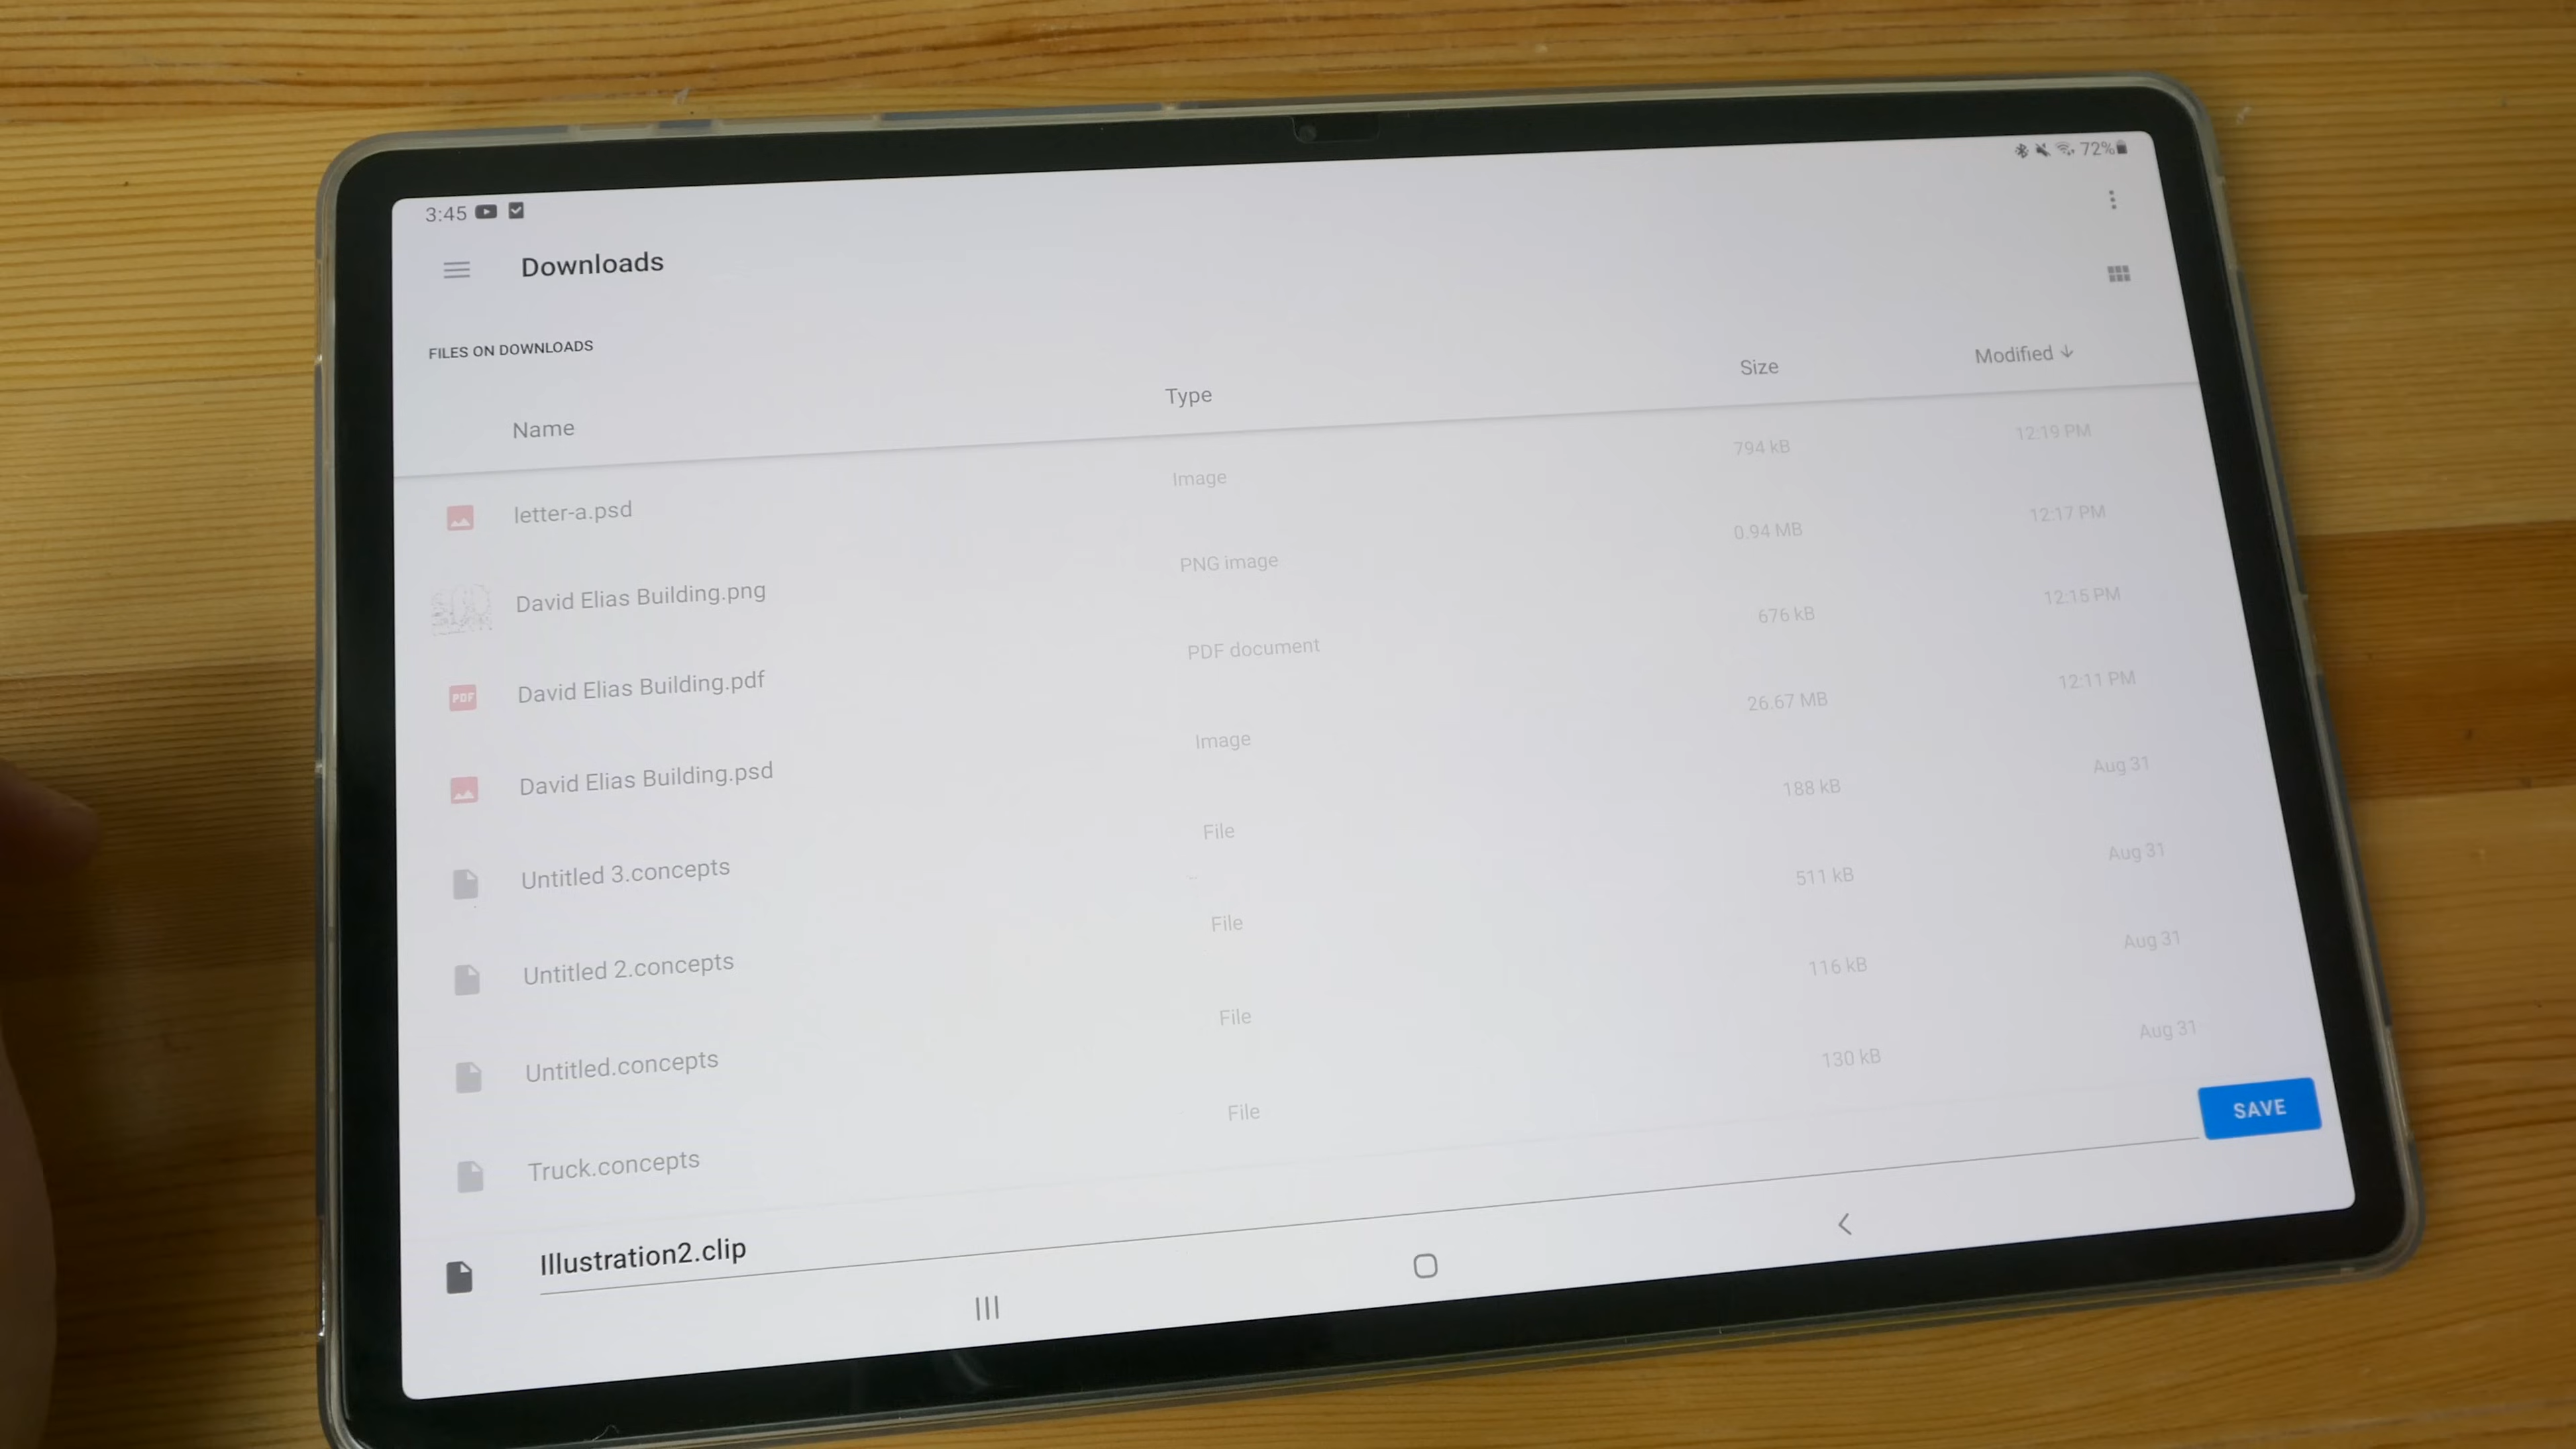 3:45 72%
Downloads
FILES ON DOWNLOADS
Name Type Size Modified
letter-a.psd Image 794 kB 12:19 PM
David Elias Building.png PNG image 0.94 MB 12:17 PM
David Elias Building.pdf PDF document 676 kB 12:15 PM
PDF
David Elias Building.psd Image 26.67 MB 12:11 PM
Untitled 3.concepts File 188 kB Aug 31
Untitled 2.concepts File 511 kB Aug 31
Untitled.concepts File 116 kB Aug 31
Truck.concepts File 130 kB Aug 31
SAVE
Illustration2.clip